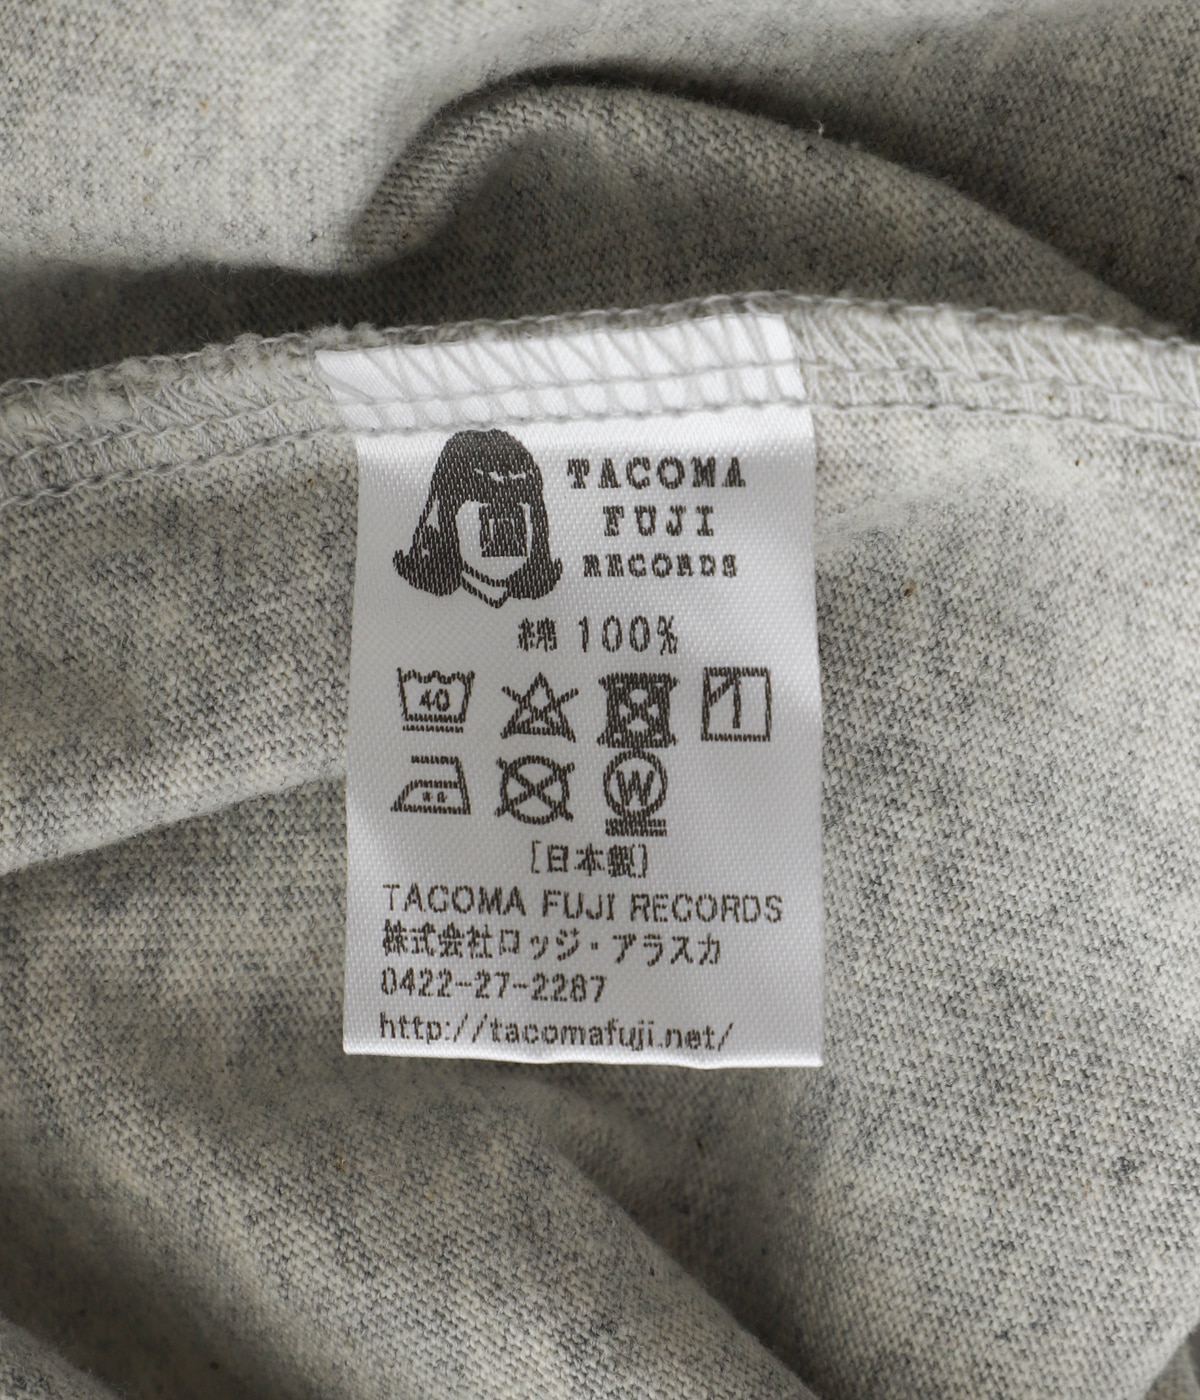 TACOMA
FUJI
RECORDS
綿 100%
40
W
[日本製]
TACOMA FUJI RECORDS
株式会社ロッジ・アラスカ
0422-27-2287
http://tacomafuji.net/